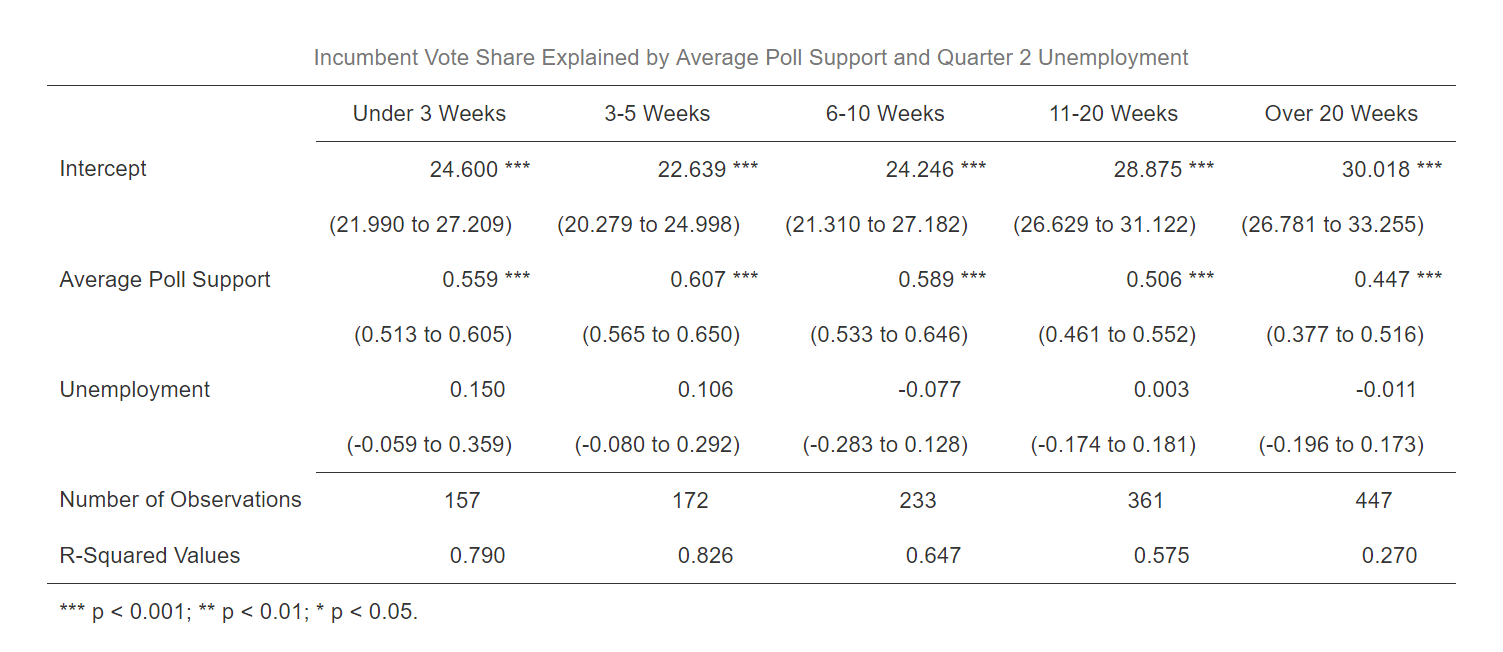 Incumbent Vote Share Explained by Average Poll Support and Quarter 2 Unemployment
Under 3 Weeks 3-5 Weeks 6-10 Weeks 11-20 Weeks Over 20 Weeks
Intercept 24.600 *** 22.639 *** 24.246 *** 28.875 *** 30.018 ***
(21.990 to 27.209) (20.279 to 24.998) (21.310 to 27.182) (26.629 to 31.122) (26.781 to 33.255)
Average Poll Support 0.559 *** 0.607 *** 0.589 *** 0.506 *** 0.447 ***
(0.513 to 0.605) (0.565 to 0.650) (0.533 to 0.646) (0.461 to 0.552) (0.377 to 0.516)
Unemployment 0.150 0.106 -0.077 0.003 -0.011
(-0.059 to 0.359) (-0.080 to 0.292) (-0.283 to 0.128) (-0.174 to 0.181) (-0.196 to 0.173)
Number of Observations 157 172 233 361 447
R-Squared Values 0.790 0.826 0.647 0.575 0.270
*** p < 0.001; ** p < 0.01; * p < 0.05.